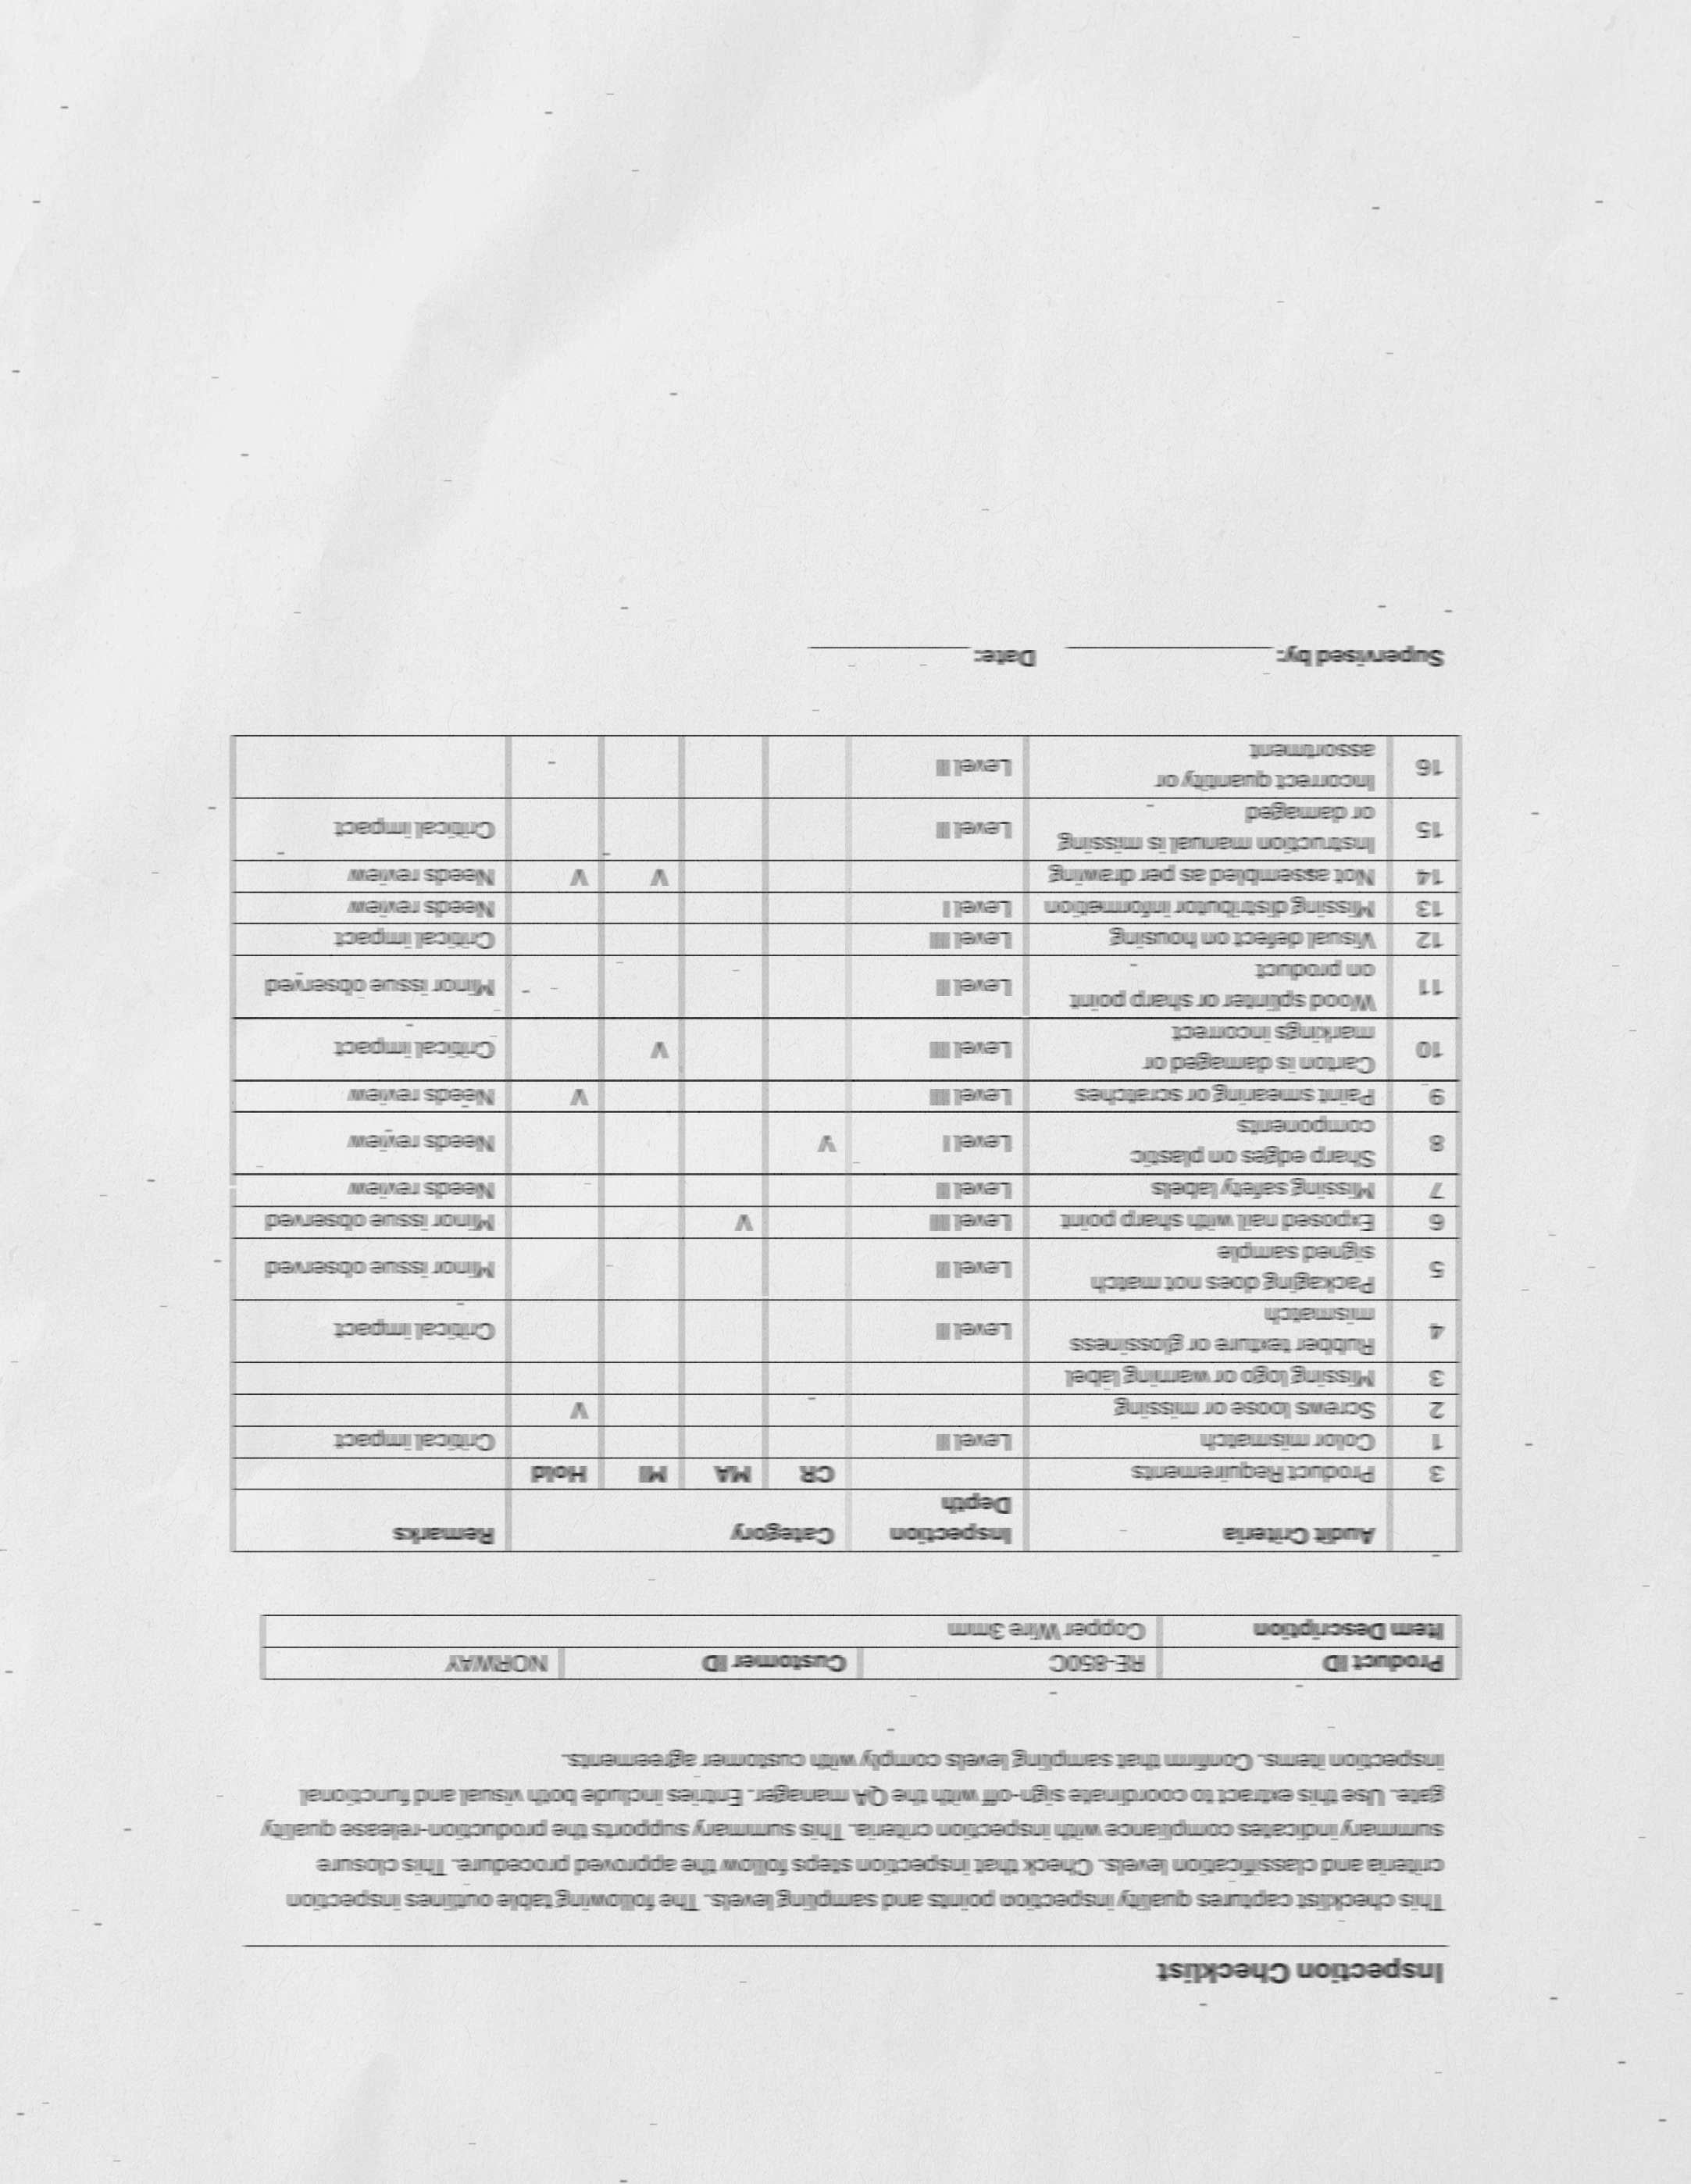 Inspection Checklist
This checklist captures quality inspection points and sampling levels. The following table outlines inspection
criteria and classification levels. Check that inspection steps follow the approved procedure. This closure
summary indicates compliance with inspection criteria. This summary supports the production-release quality
gate. Use this extract to coordinate sign-off with the QA manager. Entries include both visual and functional
inspection items. Confirm that sampling levels comply with customer agreements.
Product ID RE-850C Customer ID NORWAY
Item Description Copper Wire 3mm
Audit Criteria Inspection Category Remarks
Depth
3 Product Requirements CR MA MI Hold
1 Color mismatch Level II Critical impact
2 Screws loose or missing V
3 Missing logo or warning label
4 Rubber texture or glossiness Level II Critical impact
mismatch
5 Packaging does not match Level II Minor issue observed
signed sample
6 Exposed nail with sharp point Level III V Minor issue observed
7 Missing safety labels Level II Needs review
8 Sharp edges on plastic Level I V Needs review
components
9 Paint smearing or scratches Level III V Needs review
10 Carton is damaged or Level III V Critical impact
markings incorrect
11 Wood splinter or sharp point Level II Minor issue observed
on product
12 Visual defect on housing Level III Critical impact
13 Missing distributor information Level I Needs review
14 Not assembled as per drawing V V Needs review
15 Instruction manual is missing Level II Critical impact
or damaged
16 Incorrect quantity or Level II
assortment
Supervised by: Date: